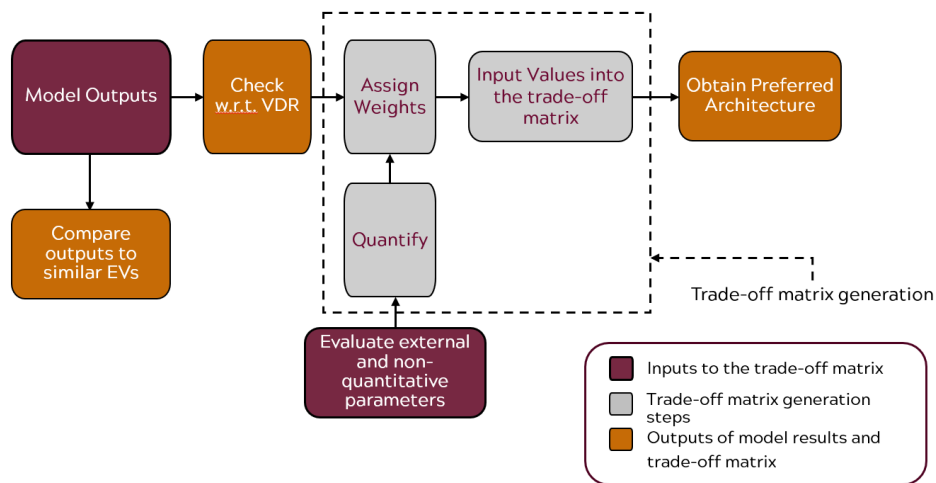 Model Outputs
Check
w.r.t. VDR
Assign
Weights
Input Values into
the trade-off
matrix
Obtain Preferred
Architecture
Compare
outputs to
similar EVs
Quantify
Trade-off matrix generation
Evaluate external
and non-
quantitative
parameters
Inputs to the trade-off matrix
Trade-off matrix generation
steps
Outputs of model results and
trade-off matrix